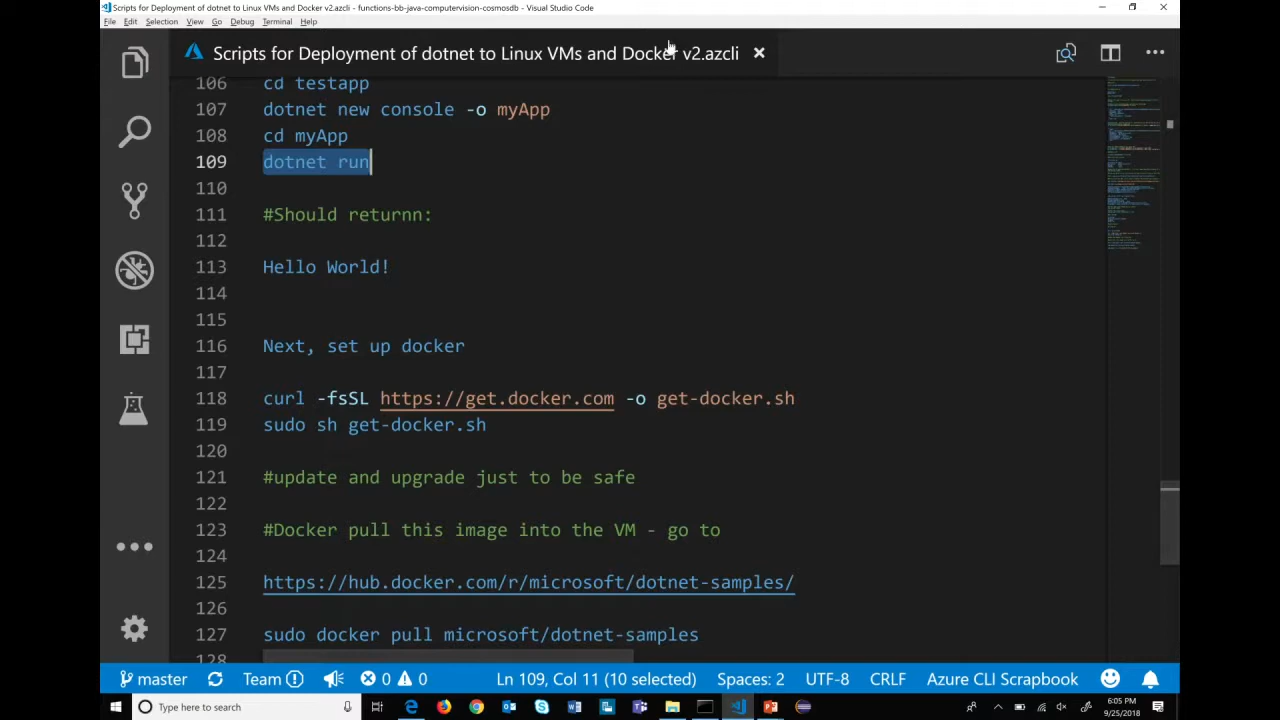 Scripts for Deployment of dotnet to Linux VMs and Docker v2.azcli - functions-bb-java-computervision-cosmosdb - Visual Studio Code
File Edit Selection View Go Debug Terminal Help
Scripts for Deployment of dotnet to Linux VMs and Docker v2.azcli
106 cd testapp
107 dotnet new console -o myApp
108 cd myApp
109 dotnet run
110
111 #Should returnn:
112
113 Hello World!
114
115
116 Next, set up docker
117
118 curl -fsSL https://get.docker.com -o get-docker.sh
119 sudo sh get-docker.sh
120
121 #update and upgrade just to be safe
122
123 #Docker pull this image into the VM - go to
124
125 https://hub.docker.com/r/microsoft/dotnet-samples/
126
127 sudo docker pull microsoft/dotnet-samples
128
master Team 0 0 Ln 109, Col 11 (10 selected) Spaces: 2 UTF-8 CRLF Azure CLI Scrapbook
Type here to search
6:05 PM
9/25/2018